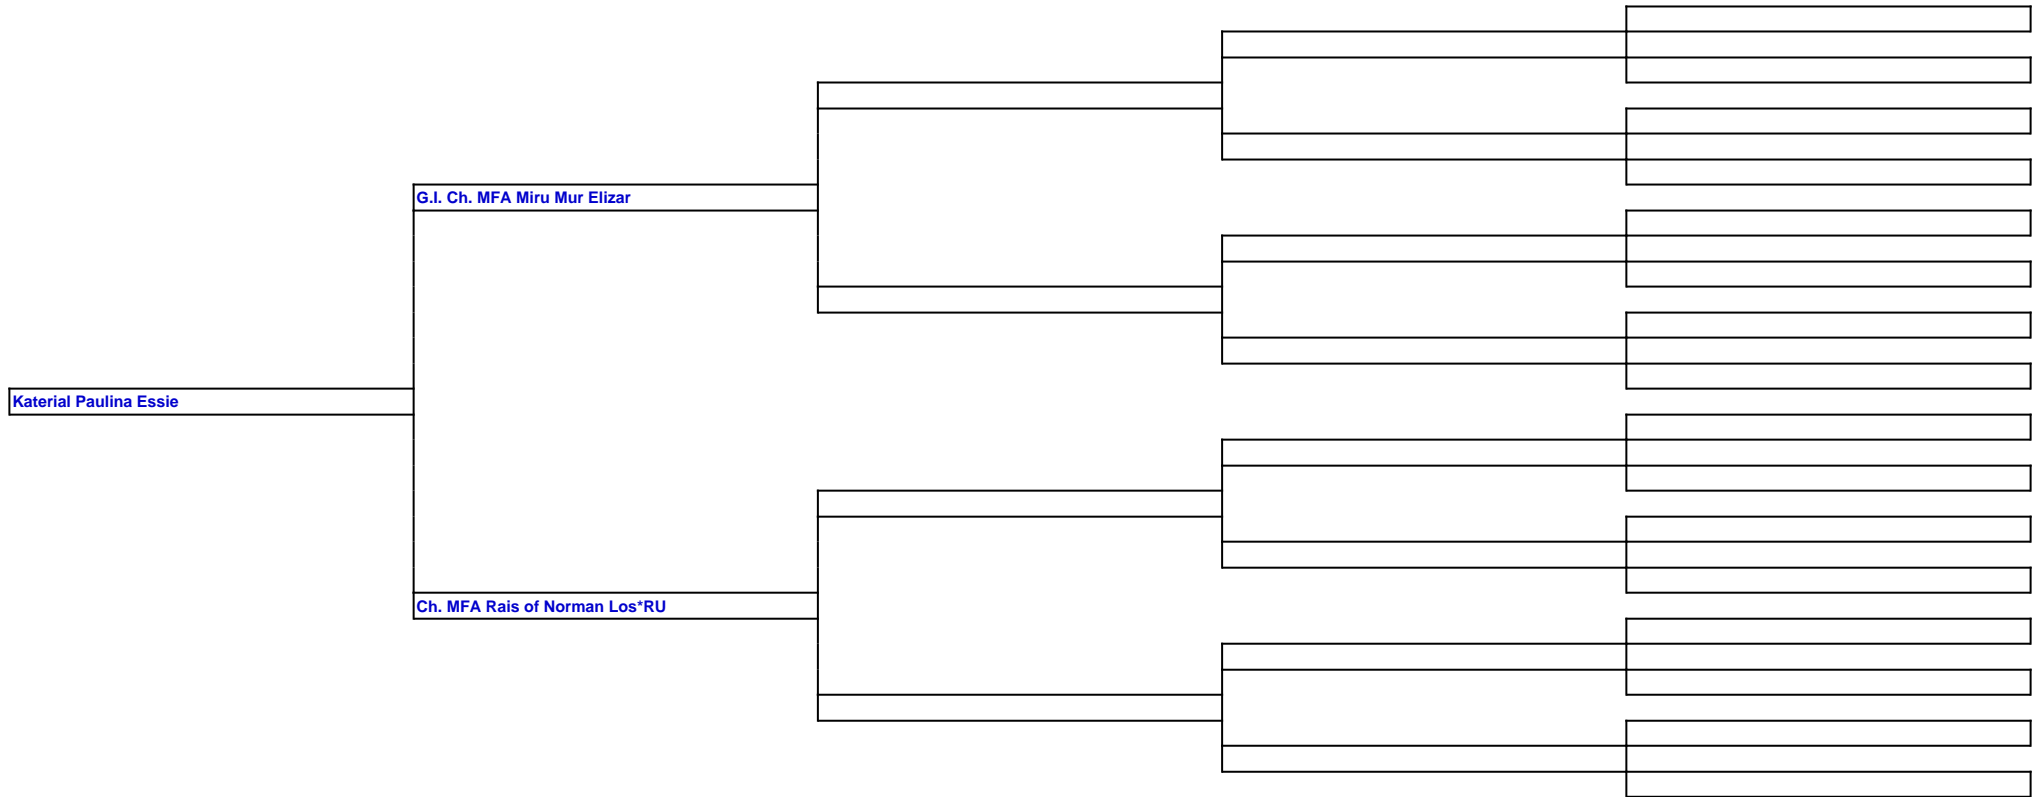 G.I. Ch. MFA Miru Mur Elizar
Katerial Paulina Essie
Ch. MFA Rais of Norman Los*RU